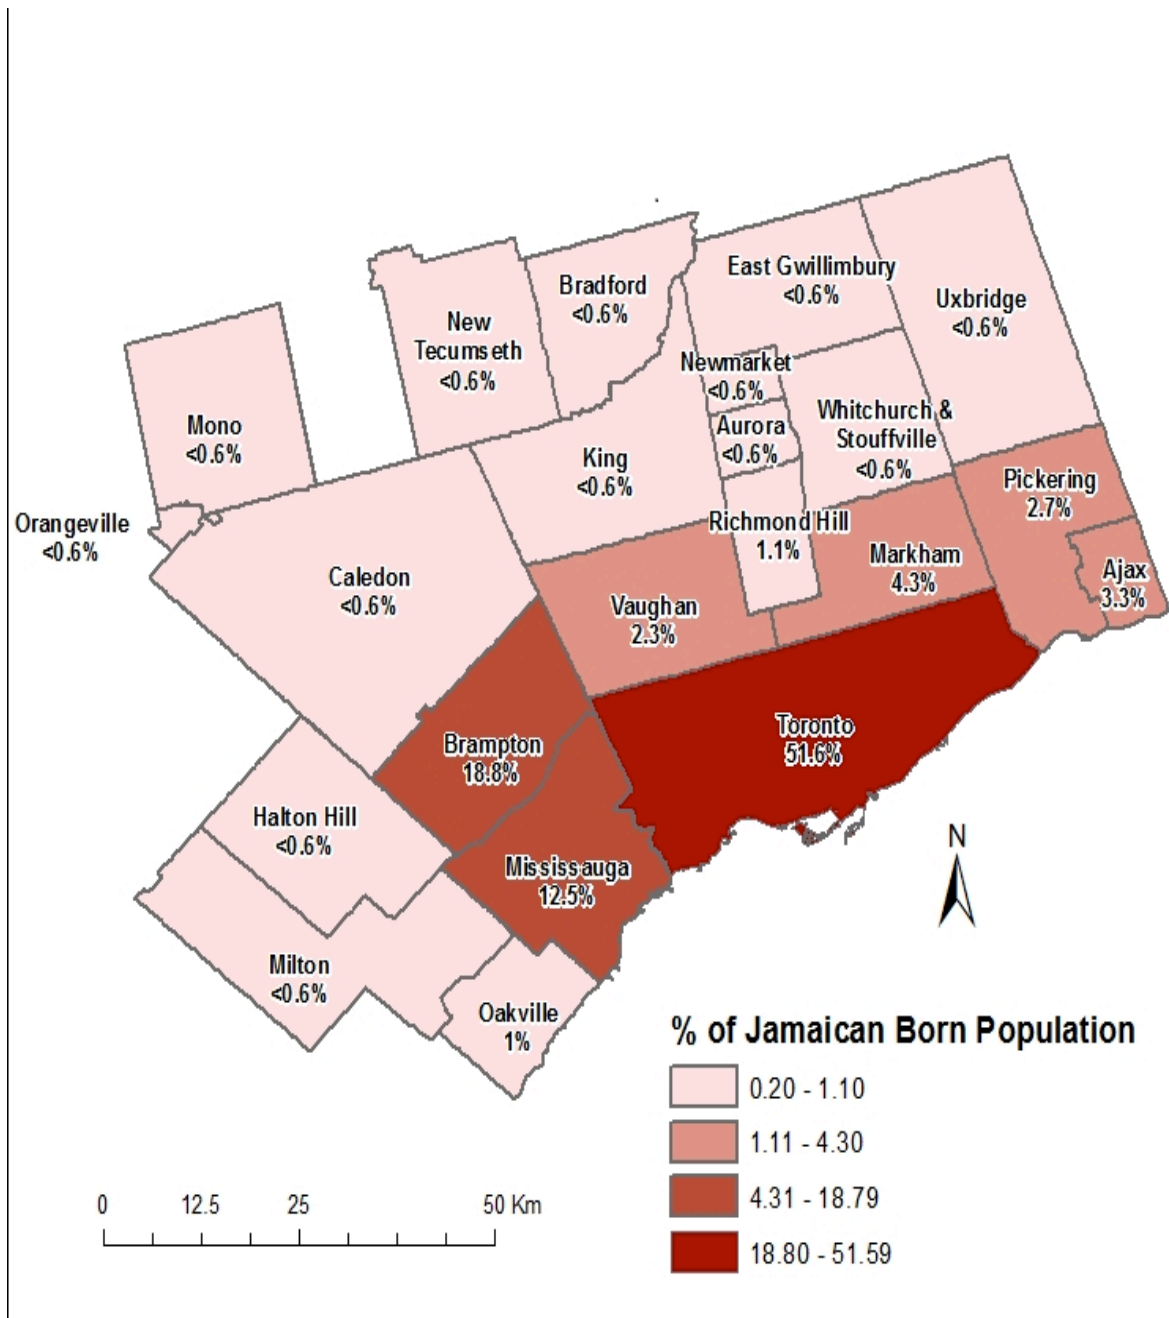 East Gwillimbury
<0.6%
Bradford
<0.6%
Uxbridge
<0.6%
New
Tecumseth
<0.6%
Newmarket
<0.6%
Mono
<0.6%
Aurora
<0.6%
Whitchurch &
Stouffville
<0.6%
King
<0.6%
Pickering
2.7%
Orangeville
<0.6%
Richmond Hill
1.1%
Markham
4.3%
Ajax
3.3%
Caledon
<0.6%
Vaughan
2.3%
Toronto
51.6%
Brampton
18.8%
Halton Hill
<0.6%
Mississauga
12.5%
N
Milton
<0.6%
Oakville
1%
% of Jamaican Born Population
0.20 - 1.10
1.11 - 4.30
4.31 - 18.79
18.80 - 51.59
0 12.5 25 50 Km